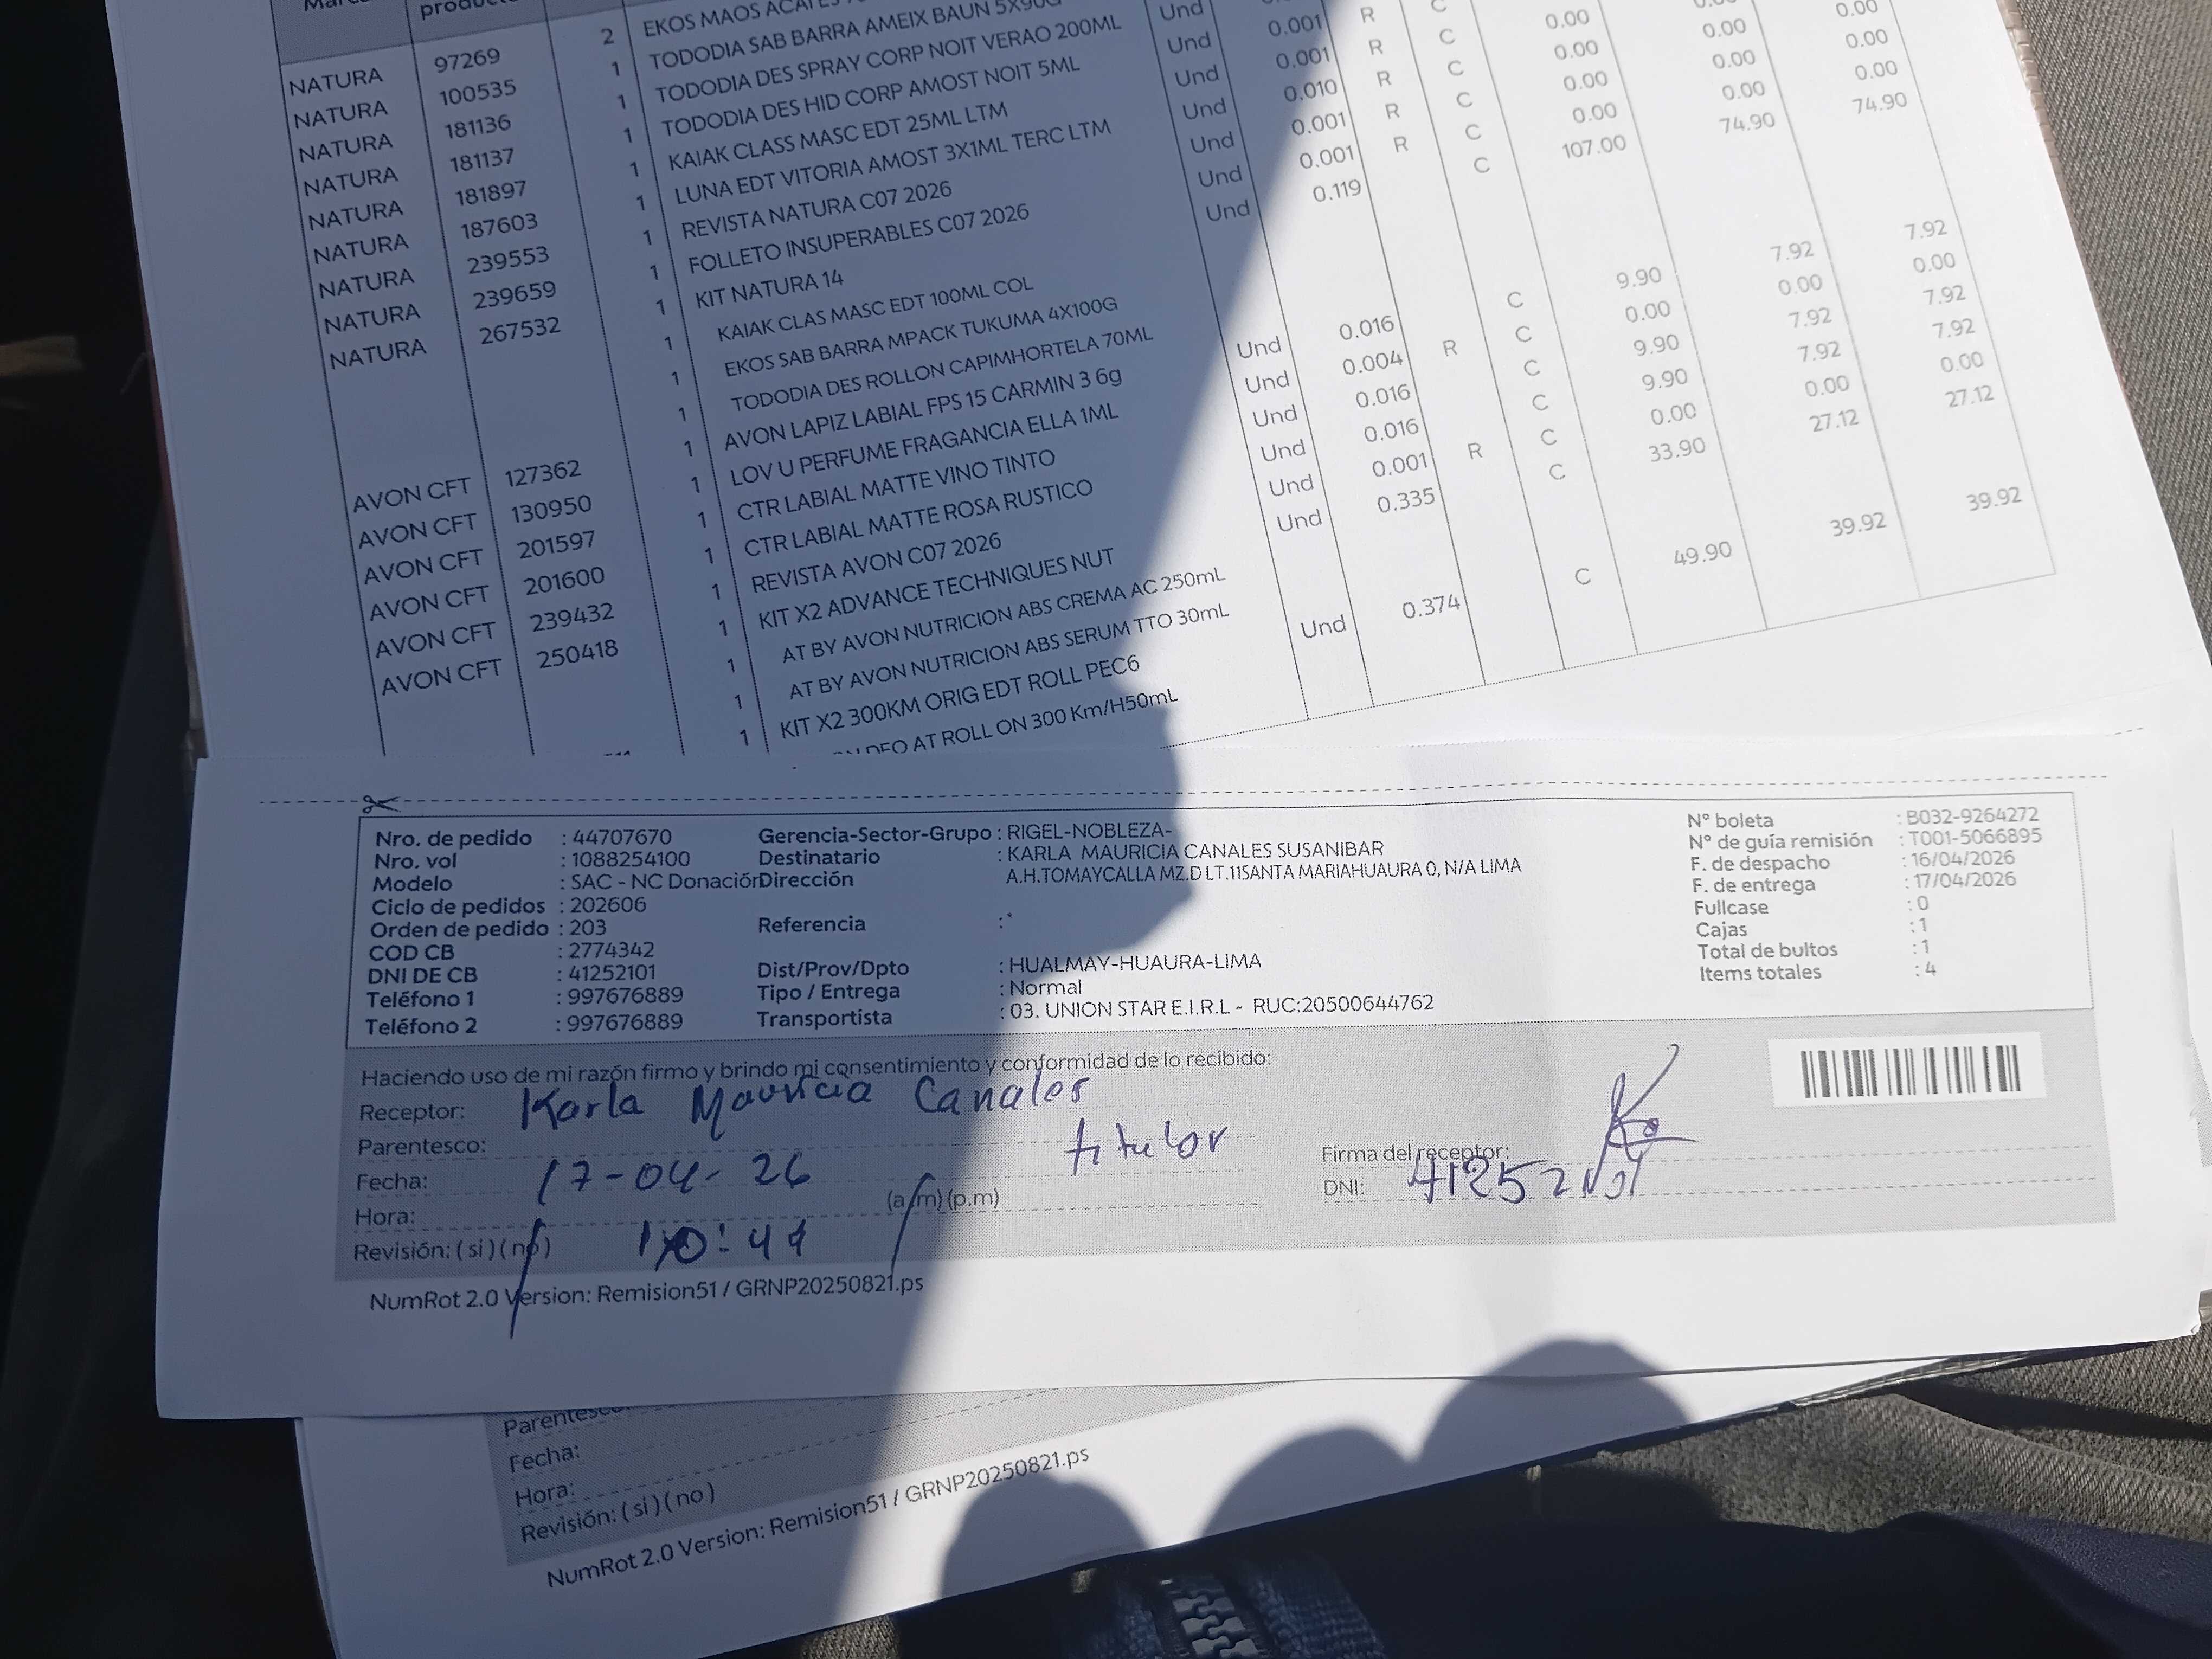 producto
2 EKOS MAOS
NATURA 97269 1 TODODIA SAB BARRA AMEIX BAUN 5X90G Und 0.001 R C 0.00 0.00
NATURA 100535 1 TODODIA DES SPRAY CORP NOIT VERAO 200ML Und 0.001 R C 0.00 0.00 0.00
NATURA 181136 1 TODODIA DES HID CORP AMOST NOIT 5ML Und 0.010 R C 0.00 0.00 0.00
NATURA 181137 1 KAIAK CLASS MASC EDT 25ML LTM Und 0.001 R C 0.00 0.00 0.00
NATURA 181897 1 LUNA EDT VITORIA AMOST 3X1ML TERC LTM Und 0.001 R C 107.00 74.90 74.90
NATURA 187603 1 REVISTA NATURA C07 2026 Und 0.119 C
NATURA 239553 1 FOLLETO INSUPERABLES C07 2026 Und
NATURA 239659 1 KIT NATURA 14
NATURA 267532 1 KAIAK CLAS MASC EDT 100ML COL
1 EKOS SAB BARRA MPACK TUKUMA 4X100G
1 TODODIA DES ROLLON CAPIMHORTELA 70ML
AVON CFT 127362 1 AVON LAPIZ LABIAL FPS 15 CARMIN 3 6g Und 0.016 C 9.90 7.92 7.92
AVON CFT 130950 1 LOV U PERFUME FRAGANCIA ELLA 1ML Und 0.004 R C 0.00 0.00 0.00
AVON CFT 201597 1 CTR LABIAL MATTE VINO TINTO Und 0.016 C 9.90 7.92 7.92
AVON CFT 201600 1 CTR LABIAL MATTE ROSA RUSTICO Und 0.016 C 9.90 7.92 7.92
AVON CFT 239432 1 REVISTA AVON C07 2026 Und 0.001 R C 0.00 0.00 0.00
AVON CFT 250418 1 KIT X2 ADVANCE TECHNIQUES NUT Und 0.335 C 33.90 27.12 27.12
1 AT BY AVON NUTRICION ABS CREMA AC 250mL
1 AT BY AVON NUTRICION ABS SERUM TTO 30mL
1 KIT X2 300KM ORIG EDT ROLL PEC6 Und 0.374 C 49.90 39.92 39.92
AT ROLL ON 300 Km/H50mL
Nro. de pedido : 44707670 Gerencia-Sector-Grupo : RIGEL-NOBLEZA- N° boleta : B032-9264272
Nro. vol : 1088254100 Destinatario : KARLA MAURICIA CANALES SUSANIBAR N° de guía remisión : T001-5066895
Modelo : SAC - NC Donación Dirección A.H.TOMAYCALLA MZ.D LT.11SANTA MARIAHUAURA 0, N/A LIMA F. de despacho : 16/04/2026
Ciclo de pedidos : 202606 F. de entrega : 17/04/2026
Orden de pedido : 203 Referencia :* Fullcase : 0
COD CB : 2774342 Cajas : 1
DNI DE CB : 41252101 Dist/Prov/Dpto : HUALMAY-HUAURA-LIMA Total de bultos : 1
Teléfono 1 : 997676889 Tipo / Entrega : Normal Items totales : 4
Teléfono 2 : 997676889 Transportista : 03. UNION STAR E.I.R.L - RUC:20500644762
Haciendo uso de mi razón firmo y brindo mi consentimiento y conformidad de lo recibido:
Receptor: Karla Mauricia Canales
Parentesco: titular Firma del receptor:
Fecha: 17-04-26 DNI: 41252101
Hora: (a.m) (p.m)
Revisión: ( si ) ( no ) 10:49
NumRot 2.0 Version: Remision51 / GRNP20250821.ps
Parentesco:
Fecha:
Hora:
Revisión: ( si ) ( no )
NumRot 2.0 Version: Remision51 / GRNP20250821.ps